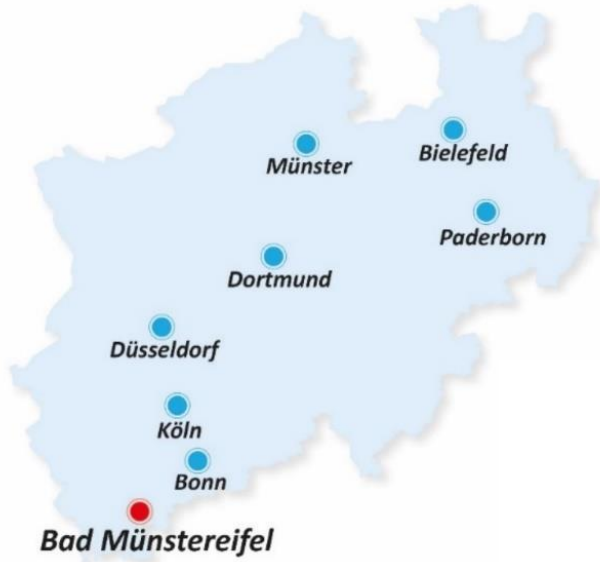 Münster
Bielefeld
Paderborn
Dortmund
Düsseldorf
Köln
Bonn
Bad Münstereifel